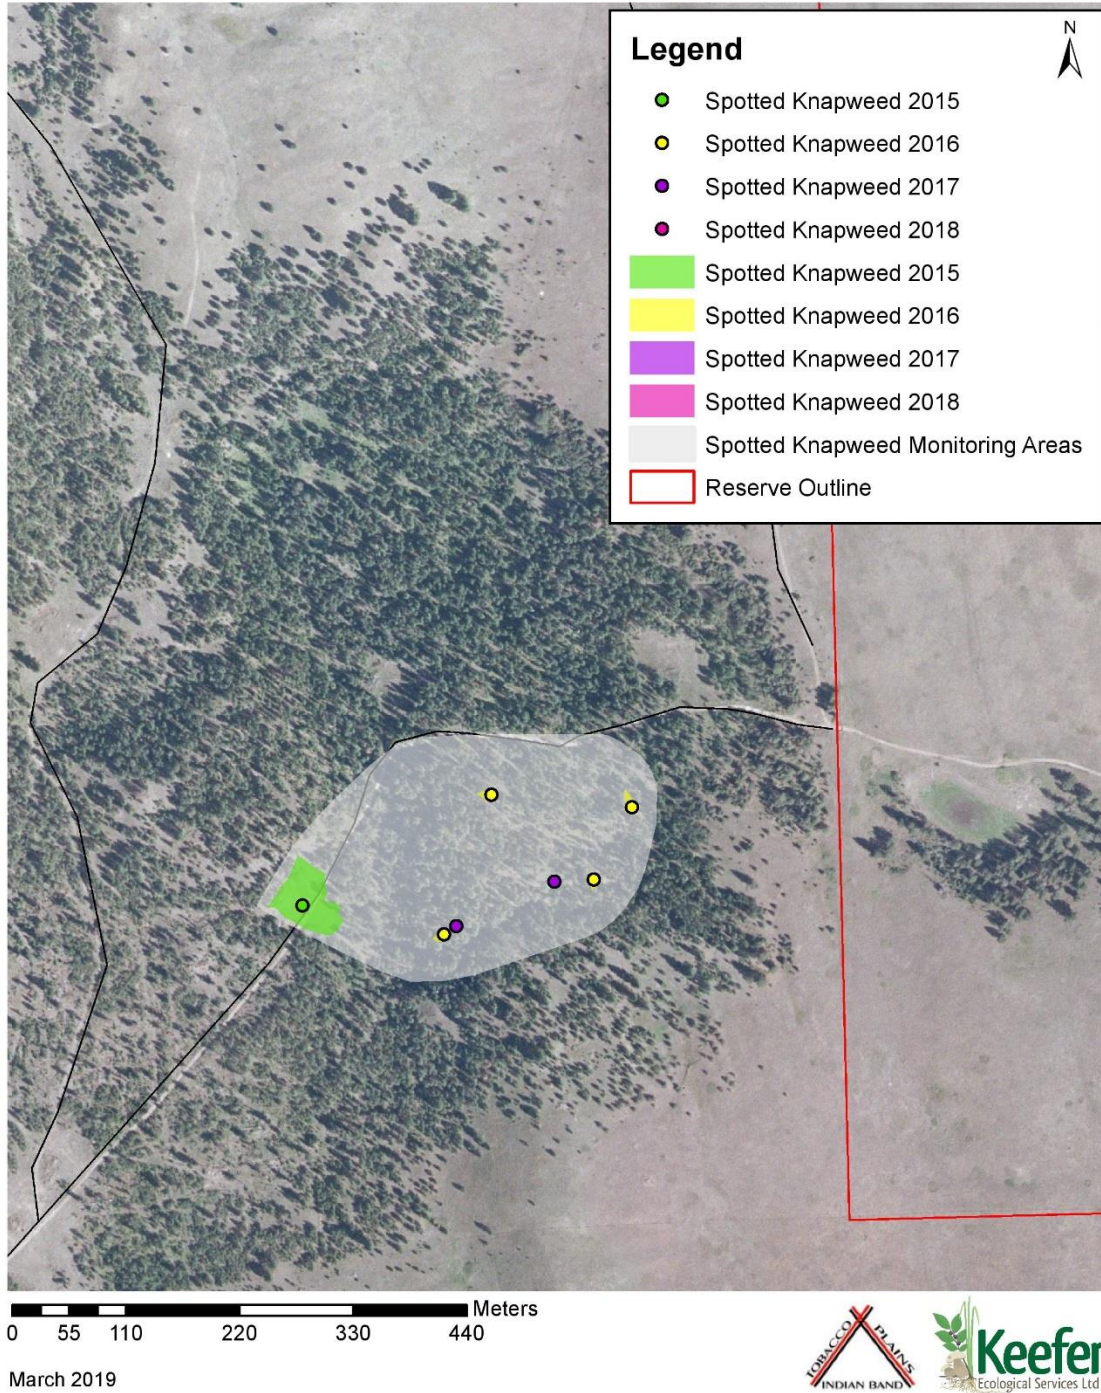 Legend
N
Spotted Knapweed 2015
Spotted Knapweed 2016
Spotted Knapweed 2017
Spotted Knapweed 2018
Spotted Knapweed 2015
Spotted Knapweed 2016
Spotted Knapweed 2017
Spotted Knapweed 2018
Spotted Knapweed Monitoring Areas
Reserve Outline
Meters
0 55 110 220 330 440
March 2019
TOBACCO PLAINS
INDIAN BAND
Keefer
Ecological Services Ltd